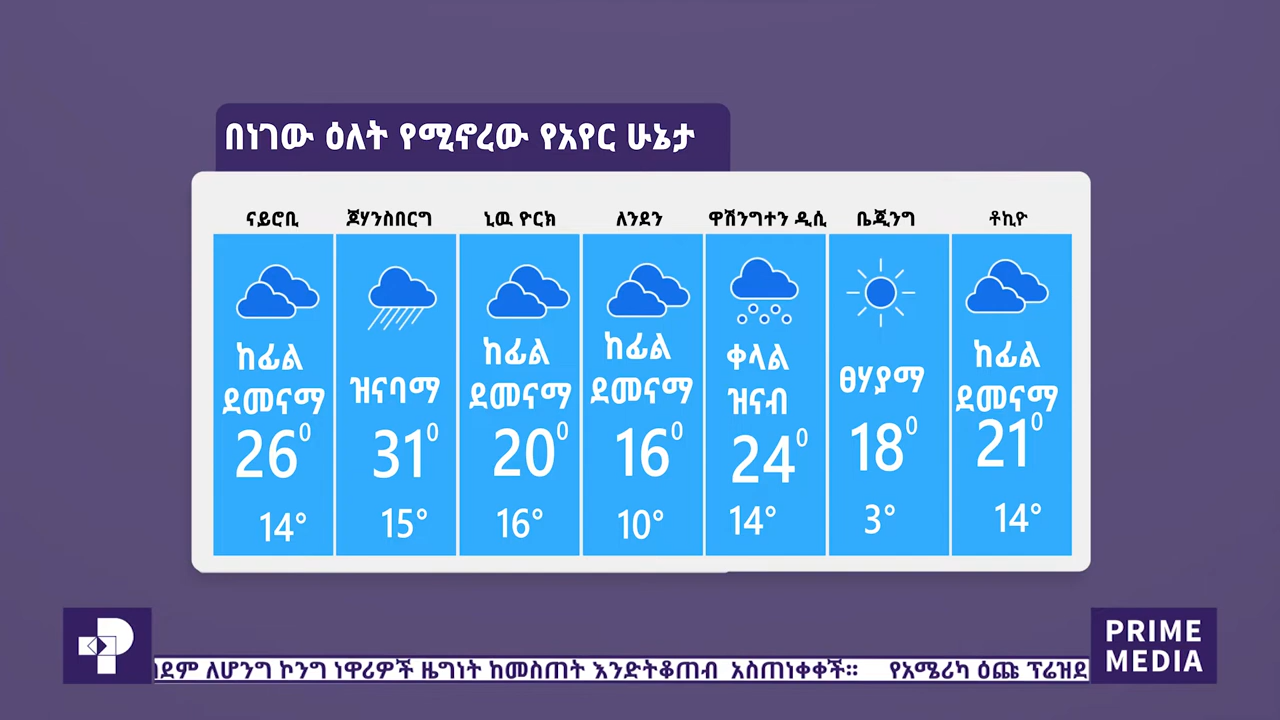 በነገው ዕለት የሚኖረው የአየር ሁኔታ
ናይሮቢ
ከፊል
ደመናማ
26⁰
14°
ጆሃንስበርግ
ዝናባማ
31⁰
15°
ኒዉ ዮርክ
ከፊል
ደመናማ
20⁰
16°
ለንደን
ከፊል
ደመናማ
16⁰
10°
ዋሽንግተን ዲሲ
ቀላል
ዝናብ
24⁰
14°
ቤጂንግ
ፀሃያማ
18⁰
3°
ቶኪዮ
ከፊል
ደመናማ
21⁰
14°
ለሆንግ ኮንግ ነዋሪዎች ዜግነት ከመስጠት እንድትቆጠብ አስጠነቀቀች። የአሜሪካ ዕጩ ፕሬዝደ
PRIME
MEDIA